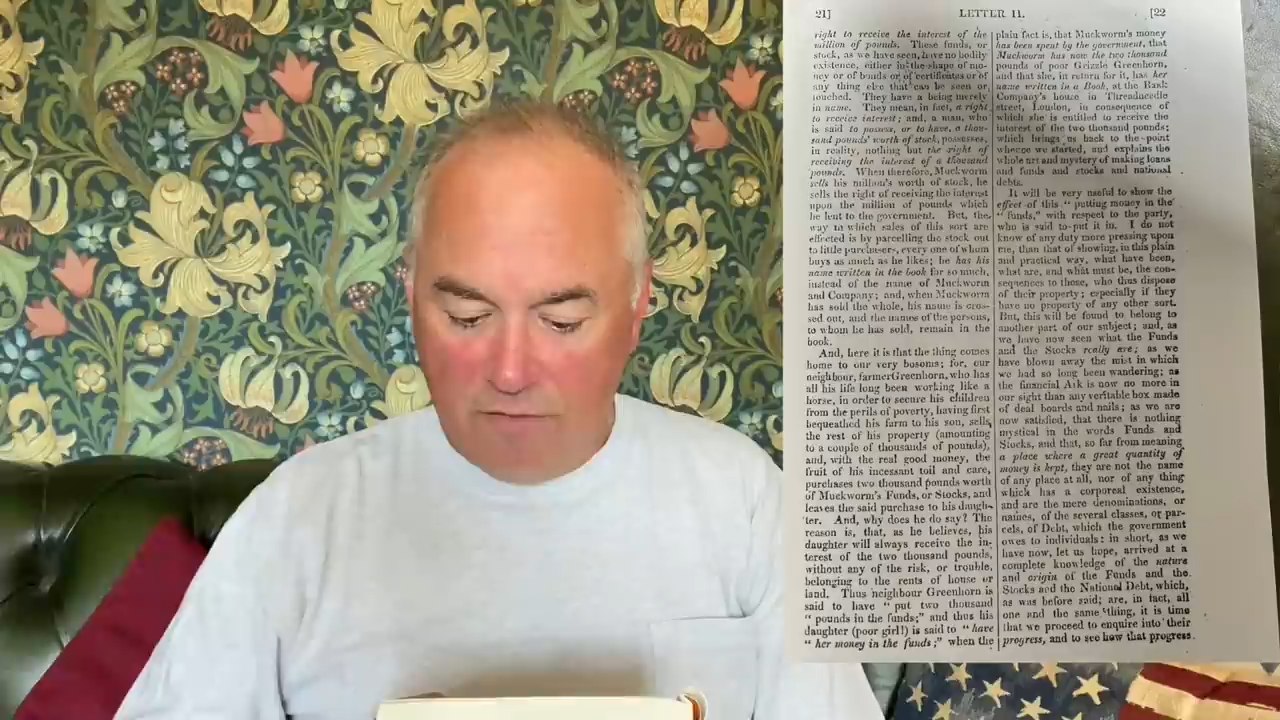 21]
LETTER II.
[22
right to receive the interest of the
million of pounds. These funds, or
stock, as we have seen, have no bodily
existence, either in the shape of mo-
ney or of bonds or of certificates or of
any thing else that can be seen or
touched. They have a being merely
in name. They mean, in fact, a right
to receive interest; and, a man, who
is said to possess, or to have, a thou-
sand pounds' worth of stock, possesses,
in reality, nothing but the right of
receiving the interest of a thousand
pounds. When therefore, Muckworm
sells his million's worth of stock, he
sells the right of receiving the interest
upon the million of pounds which
he lent to the government. But, the
way in which sales of this sort are
effected is by parcelling the stock out
to little purchasers, every one of whom
buys as much as he likes; he has his
name written in the book for so much,
instead of the name of Muckworm
and Company; and, when Muckworm
has sold the whole, his name is cros-
sed out, and the names of the persons,
to whom he has sold, remain in the
book.
And, here it is that the thing comes
home to our very bosoms; for, our
neighbour, farmer Greenhorn, who has
all his life long been working like a
horse, in order to secure his children
from the perils of poverty, having first
bequeathed his farm to his son, sells
the rest of his property (amounting
to a couple of thousands of pounds),
and, with the real good money, the
fruit of his incessant toil and care,
purchases two thousand pounds worth
of Muckworm's Funds, or Stocks, and
leaves the said purchase to his daugh-
ter. And, why does he do say? The
reason is, that, as he believes, his
daughter will always receive the in-
terest of the two thousand pounds,
without any of the risk, or trouble,
belonging to the rents of house or
land. Thus neighbour Greenhorn is
said to have "put two thousand
"pounds in the funds;" and thus his
daughter (poor girl!) is said to "have
"her money in the funds;" when the
plain fact is, that Muckworm's money
has been spent by the government, that
Muckworm has now the two thousand
pounds of poor Grizzle Greenhorn,
and that she, in return for it, has her
name written in a Book, at the Bank
Company's house in Threadneedle
street, London, in consequence of
which she is entitled to receive the
interest of the two thousand pounds;
which brings us back to the point
whence we started, and explains the
whole art and mystery of making loans
and funds and stocks and national
debts.
It will be very useful to show the
effect of this "putting money in the
"funds," with respect to the party,
who is said to put it in. I do not
know of any duty more pressing upon
me, than that of showing, in this plain
and practical way, what have been,
what are, and what must be, the con-
sequences to those, who thus dispose
of their property; especially if they
have no property of any other sort.
But, this will be found to belong to
another part of our subject; and, as
we have now seen what the Funds
and the Stocks really are; as we
have blown away the mist in which
we had so long been wandering; as
the financial Ark is now no more in
our sight than any veritable box made
of deal boards and nails; as we are
now satisfied, that there is nothing
mystical in the words Funds and
Stocks, and that, so far from meaning
a place where a great quantity of
money is kept, they are not the name
of any place at all, nor of any thing
which has a corporeal existence,
and are the mere denominations, or
names, of the several classes, or par-
cels, of Debt, which the government
owes to individuals: in short, as we
have now, let us hope, arrived at a
complete knowledge of the nature
and origin of the Funds and the
Stocks and the National Debt, which,
as was before said; are, in fact, all
one and the same thing, it is time
that we proceed to enquire into their
progress, and to see how that progress